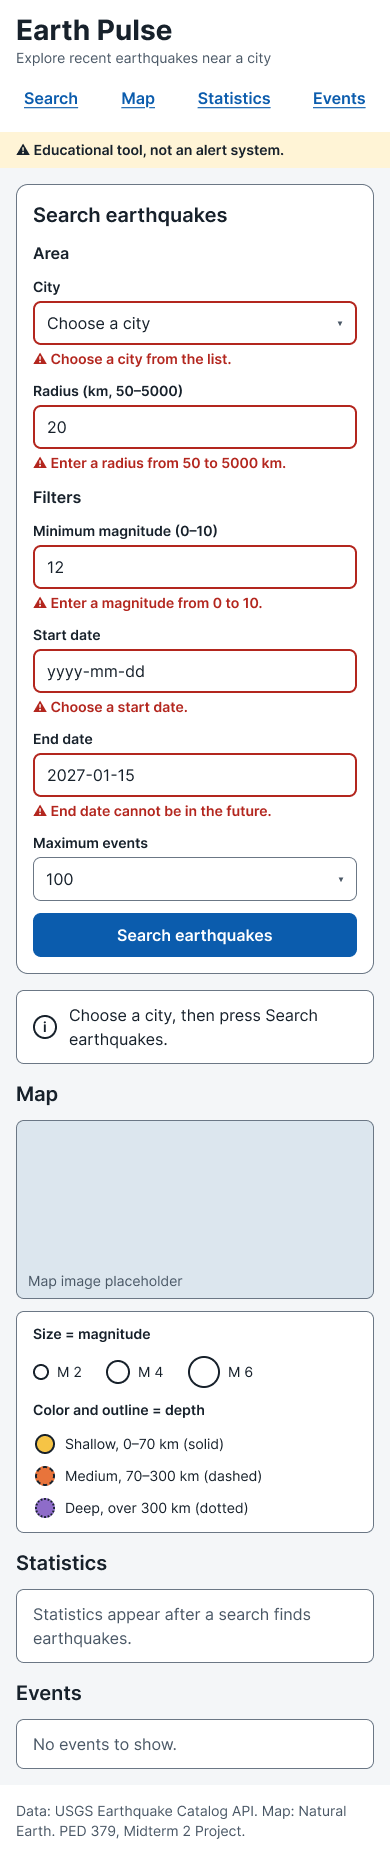 Earth Pulse
Explore recent earthquakes near a city
Search Map Statistics Events
⚠ Educational tool, not an alert system.
Search earthquakes
Area
City
Choose a city
⚠ Choose a city from the list.
Radius (km, 50–5000)
20
⚠ Enter a radius from 50 to 5000 km.
Filters
Minimum magnitude (0–10)
12
⚠ Enter a magnitude from 0 to 10.
Start date
yyyy-mm-dd
⚠ Choose a start date.
End date
2027-01-15
⚠ End date cannot be in the future.
Maximum events
100
Search earthquakes
i
Choose a city, then press Search
earthquakes.
Map
Map image placeholder
Size = magnitude
M 2 M 4 M 6
Color and outline = depth
Shallow, 0–70 km (solid)
Medium, 70–300 km (dashed)
Deep, over 300 km (dotted)
Statistics
Statistics appear after a search finds
earthquakes.
Events
No events to show.
Data: USGS Earthquake Catalog API. Map: Natural
Earth. PED 379, Midterm 2 Project.